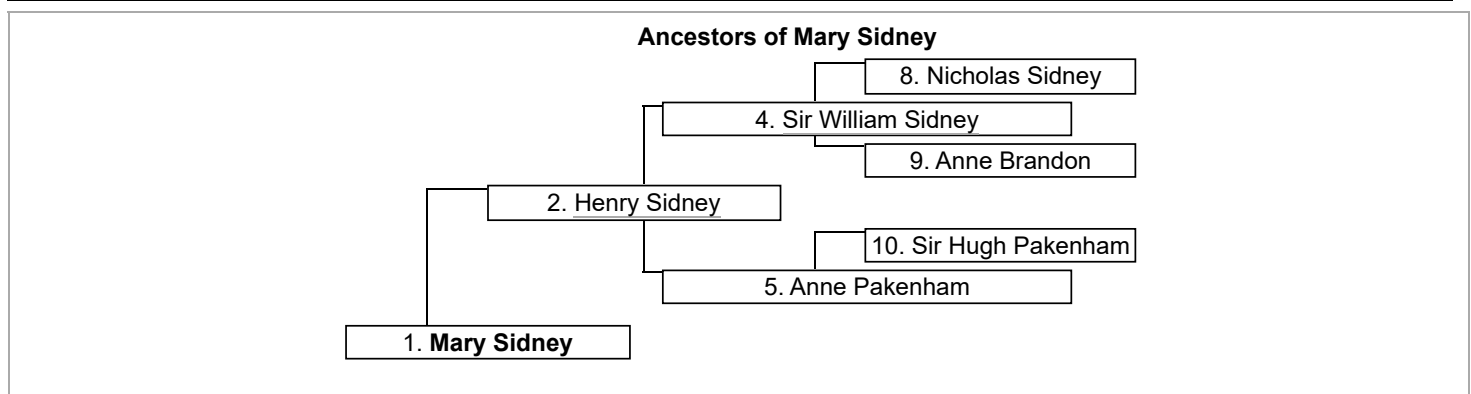 Ancestors of Mary Sidney
8. Nicholas Sidney
4. Sir William Sidney
9. Anne Brandon
2. Henry Sidney
10. Sir Hugh Pakenham
5. Anne Pakenham
1. Mary Sidney